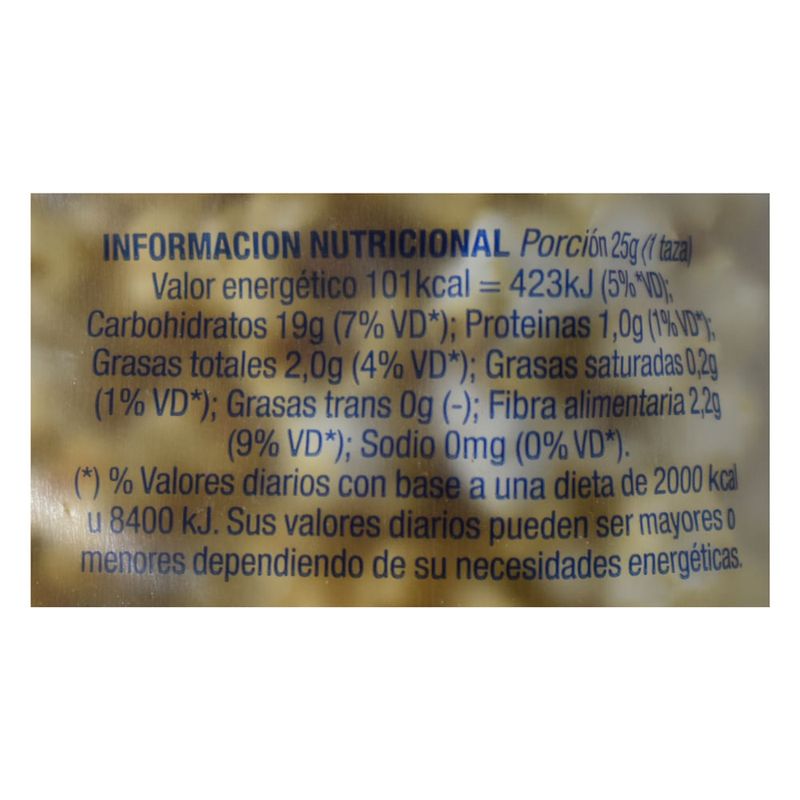 INFORMACION NUTRICIONAL Porción 25g (1 taza)
Valor energético 101kcal = 423kJ (5%*VD);
Carbohidratos 19g (7% VD*); Proteinas 1,0g (1% VD*);
Grasas totales 2,0g (4% VD*); Grasas saturadas 0,2g
(1% VD*); Grasas trans 0g (-); Fibra alimentaria 2,2g
(9% VD*); Sodio 0mg (0% VD*).
(*) % Valores diarios con base a una dieta de 2000 kcal
u 8400 kJ. Sus valores diarios pueden ser mayores o
menores dependiendo de su necesidades energéticas.